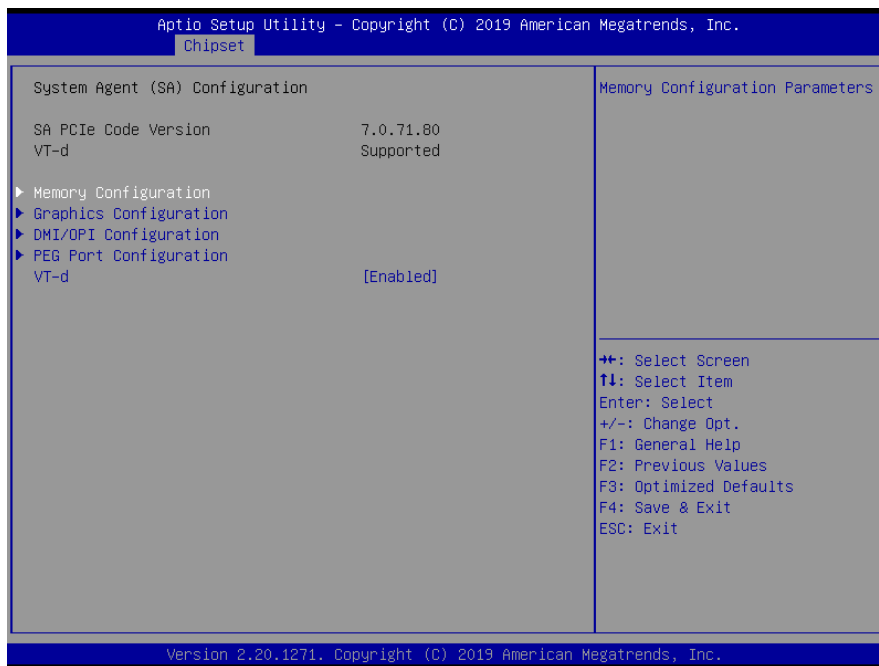 Aptio Setup Utility – Copyright (C) 2019 American Megatrends, Inc.
Chipset
System Agent (SA) Configuration
SA PCIe Code Version 7.0.71.80
VT-d Supported
▶ Memory Configuration
▶ Graphics Configuration
▶ DMI/OPI Configuration
▶ PEG Port Configuration
VT-d [Enabled]
Memory Configuration Parameters
→←: Select Screen
↑↓: Select Item
Enter: Select
+/-: Change Opt.
F1: General Help
F2: Previous Values
F3: Optimized Defaults
F4: Save & Exit
ESC: Exit
Version 2.20.1271. Copyright (C) 2019 American Megatrends, Inc.